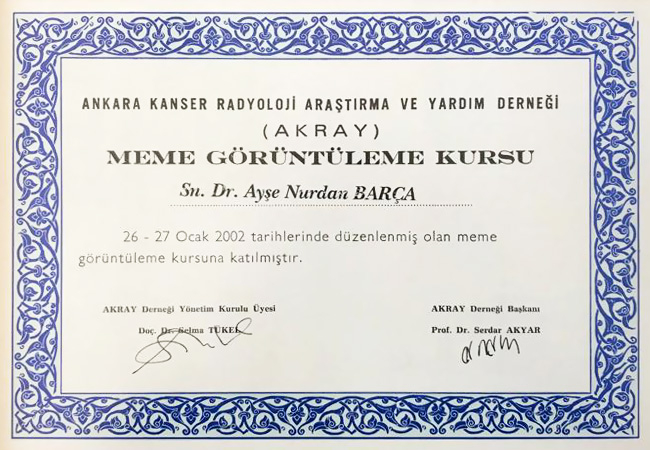 ANKARA KANSER RADYOLOJİ ARAŞTIRMA VE YARDIM DERNEĞİ
(AKRAY)
MEME GÖRÜNTÜLEME KURSU
Sn. Dr. Ayşe Nurdan BARÇA
26 - 27 Ocak 2002 tarihlerinde düzenlenmiş olan meme
görüntüleme kursuna katılmıştır.
AKRAY Derneği Yönetim Kurulu Üyesi
Doç. Dr. Selma TÜKEL
AKRAY Derneği Başkanı
Prof. Dr. Serdar AKYAR